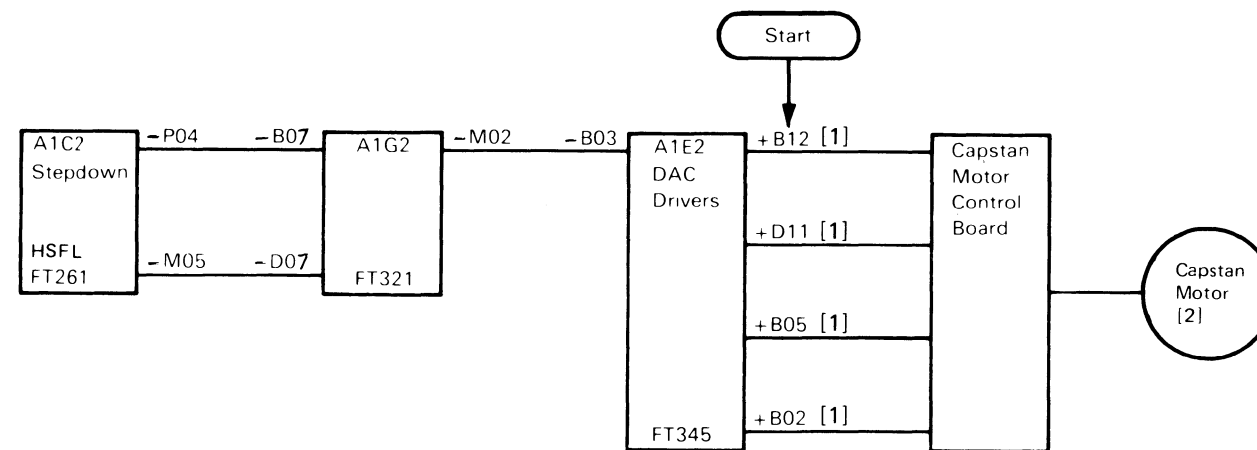 Start
A1C2
Stepdown
HSFL
FT261
-P04
-B07
-M05
-D07
A1G2
FT321
-M02
-B03
A1E2
DAC
Drivers
FT345
+B12 [1]
+D11 [1]
+B05 [1]
+B02 [1]
Capstan
Motor
Control
Board
Capstan
Motor
[2]